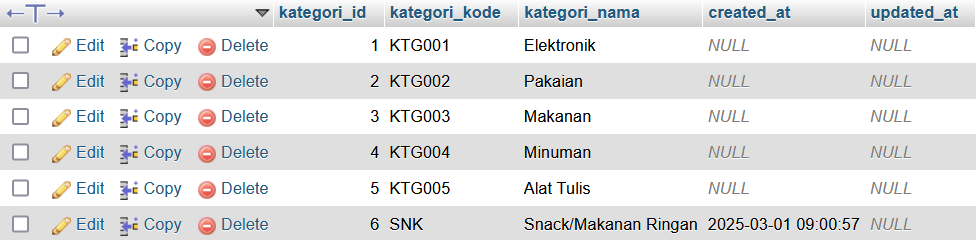 ←T→ kategori_id kategori_kode kategori_nama created_at updated_at
Edit Copy Delete 1 KTG001 Elektronik NULL NULL
Edit Copy Delete 2 KTG002 Pakaian NULL NULL
Edit Copy Delete 3 KTG003 Makanan NULL NULL
Edit Copy Delete 4 KTG004 Minuman NULL NULL
Edit Copy Delete 5 KTG005 Alat Tulis NULL NULL
Edit Copy Delete 6 SNK Snack/Makanan Ringan 2025-03-01 09:00:57 NULL